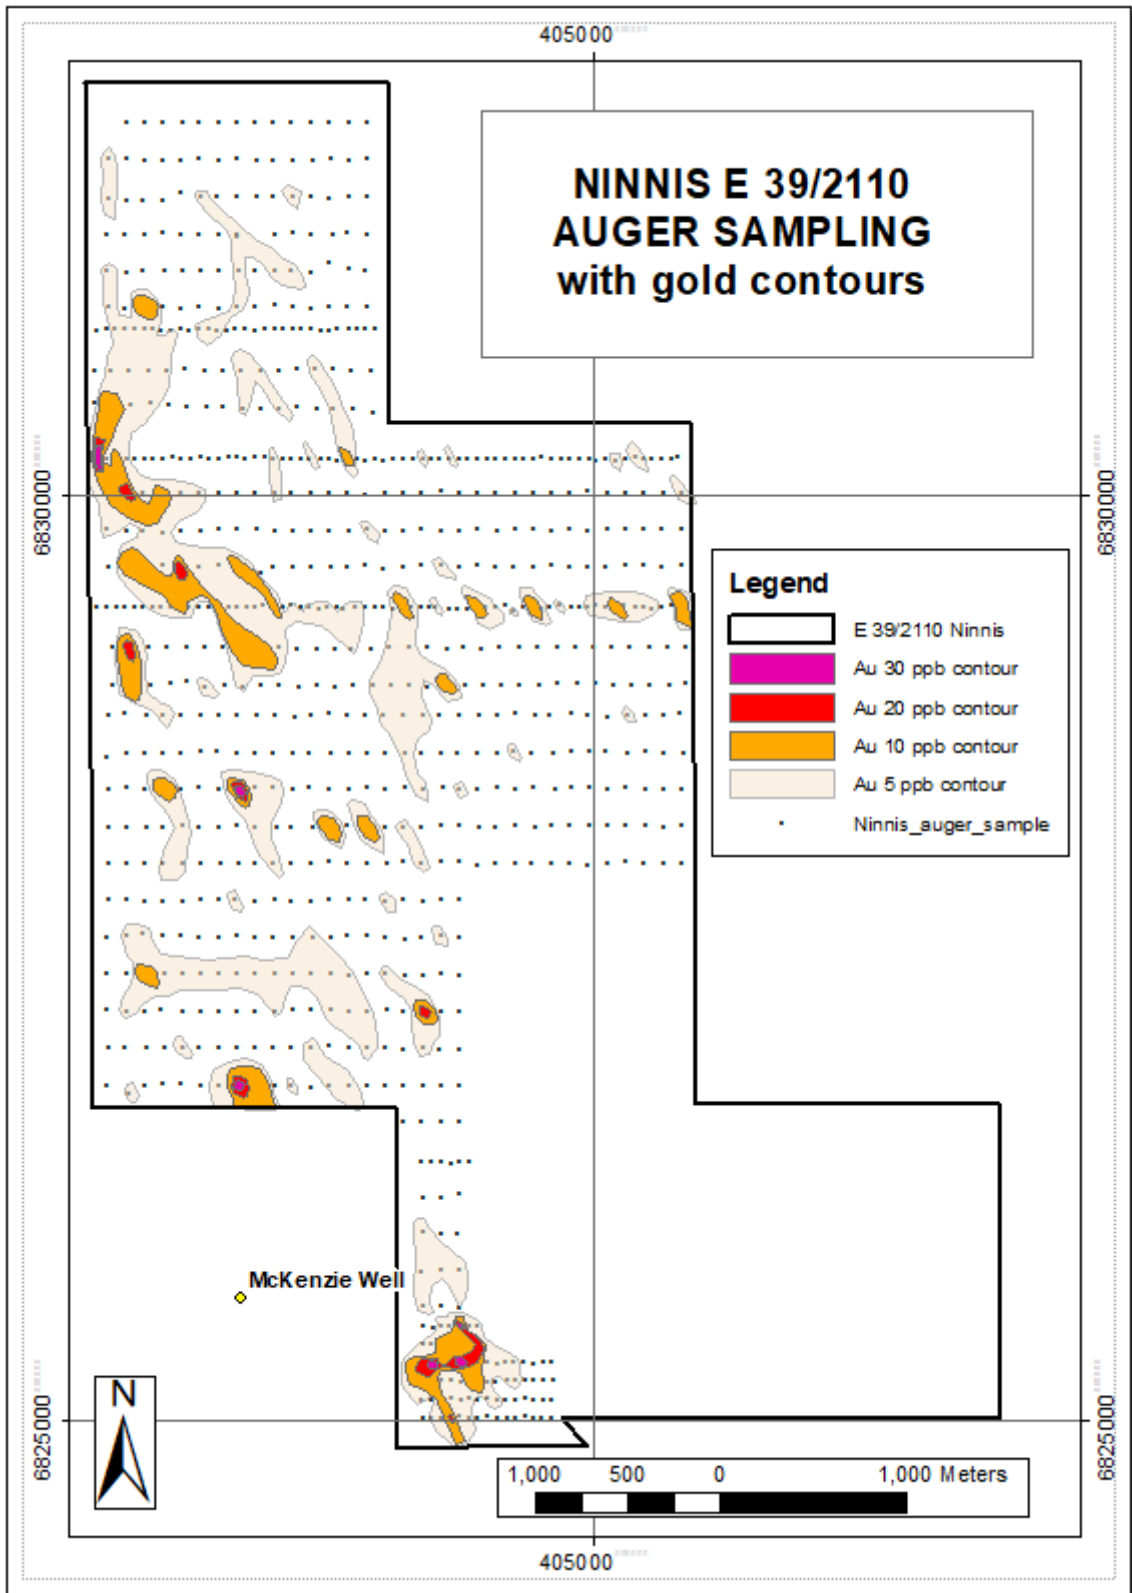 405000
NINNIS E 39/2110
AUGER SAMPLING
with gold contours
6830000
6830000
Legend
E 39/2110 Ninnis
Au 30 ppb contour
Au 20 ppb contour
Au 10 ppb contour
Au 5 ppb contour
Ninnis_auger_sample
McKenzie Well
N
6825000
6825000
1,000 500 0 1,000 Meters
405000